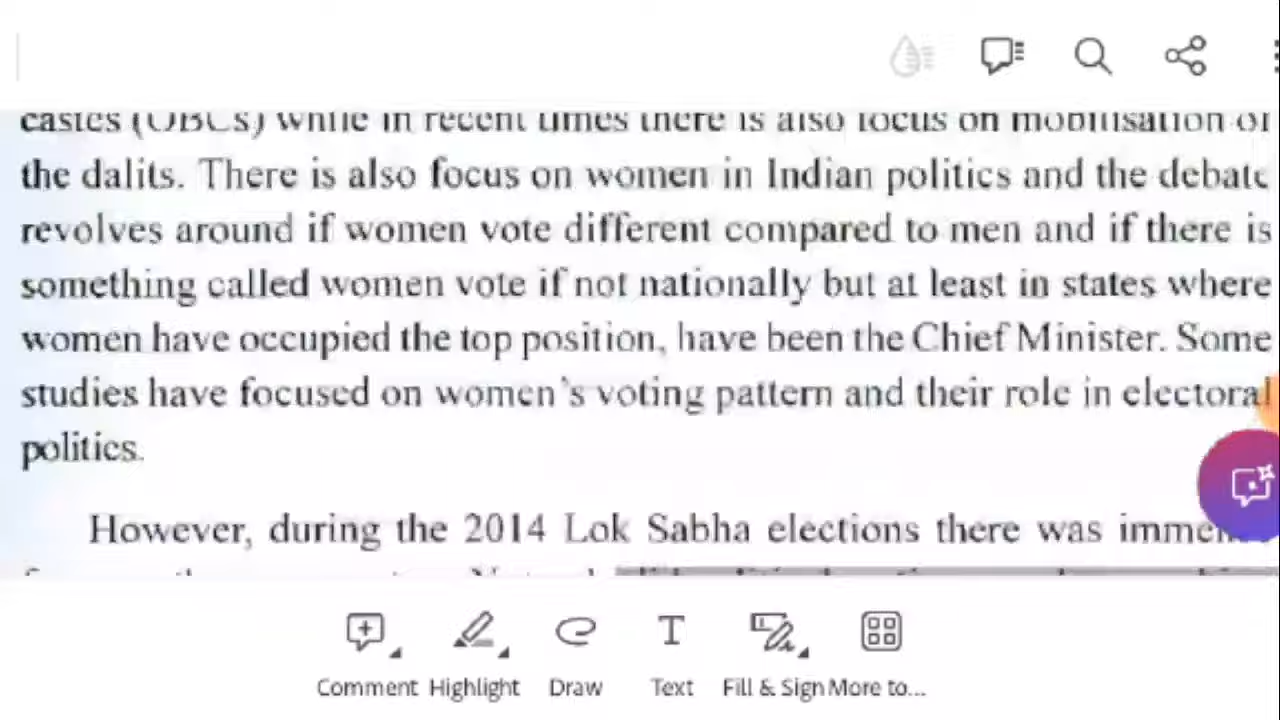 castes (OBCs) while in recent times there is also focus on mobilisation of
the dalits. There is also focus on women in Indian politics and the debate
revolves around if women vote different compared to men and if there is
something called women vote if not nationally but at least in states where
women have occupied the top position, have been the Chief Minister. Some
studies have focused on women's voting pattern and their role in electoral
politics.
However, during the 2014 Lok Sabha elections there was
Comment Highlight Draw Text Fill & Sign More to...